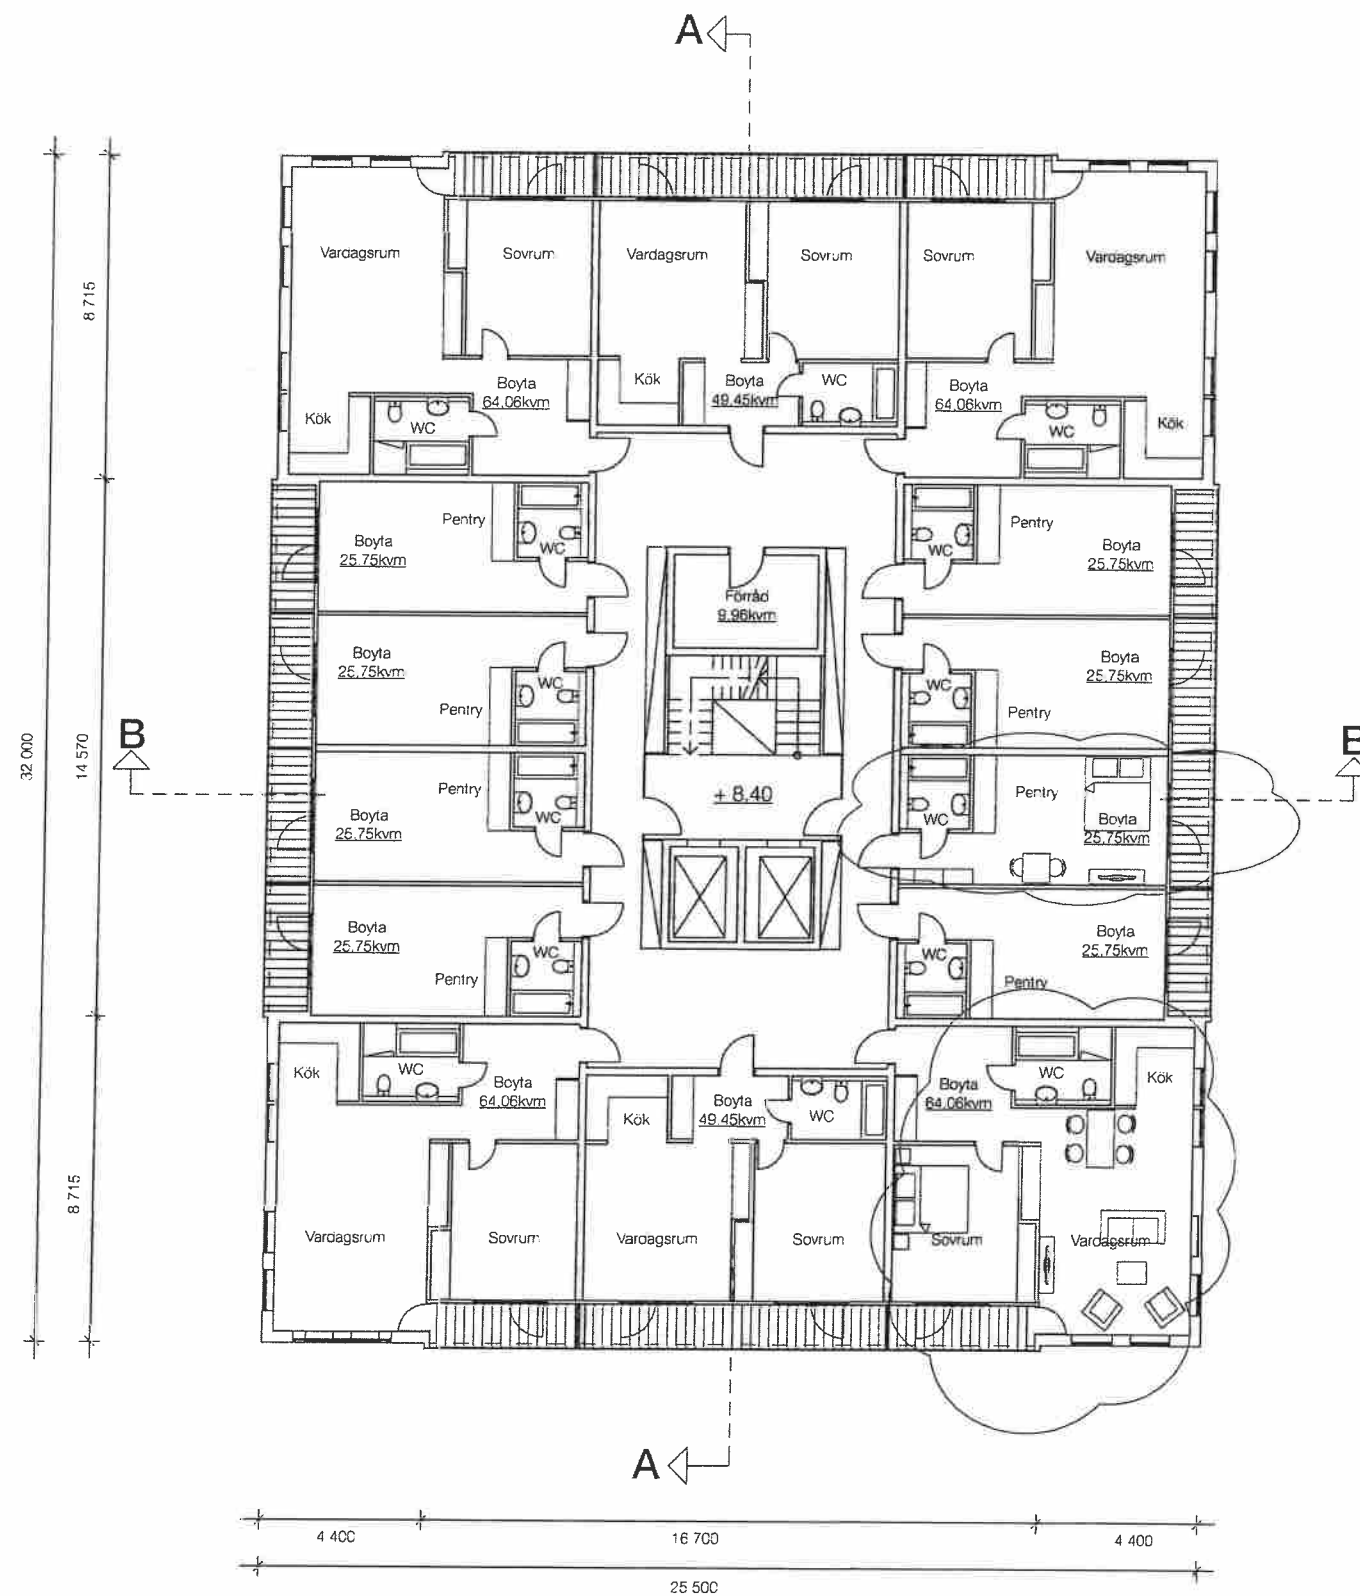 A
Vardagsrum
Sovrum
Vardagsrum
Sovrum
Sovrum
Vardagsrum
8 715
Kök
Boyta
64,06kvm
Kök
Boyta
49,45kvm
WC
Boyta
64,06kvm
Kök
WC
WC
Pentry
WC
Boyta
25.75kvm
Pentry
WC
Boyta
25.75kvm
Förråd
9,96kvm
Boyta
25,75kvm
WC
Pentry
WC
Pentry
Boyta
25.75kvm
32 000
14 570
B
B
Pentry
WC
Boyta
25.75kvm
+ 8,40
Pentry
WC
Boyta
25,75kvm
Boyta
25.75kvm
WC
Pentry
WC
Pentry
Boyta
25.75kvm
Kök
WC
Boyta
64,06kvm
Kök
Boyta
49,45kvm
WC
Boyta
64,06kvm
WC
Kök
8 715
Vardagsrum
Sovrum
Vardagsrum
Sovrum
Sovrum
Vardagsrum
A
4 400
16 700
4 400
25 500